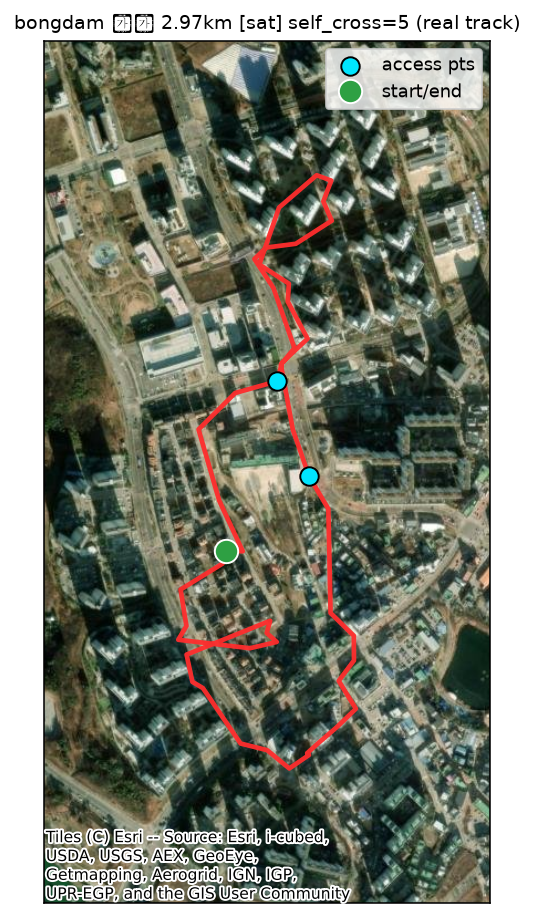 bongdam 2.97km [sat] self_cross=5 (real track)
access pts
start/end
Tiles (C) Esri -- Source: Esri, i-cubed,
USDA, USGS, AEX, GeoEye,
Getmapping, Aerogrid, IGN, IGP,
UPR-EGP, and the GIS User Community